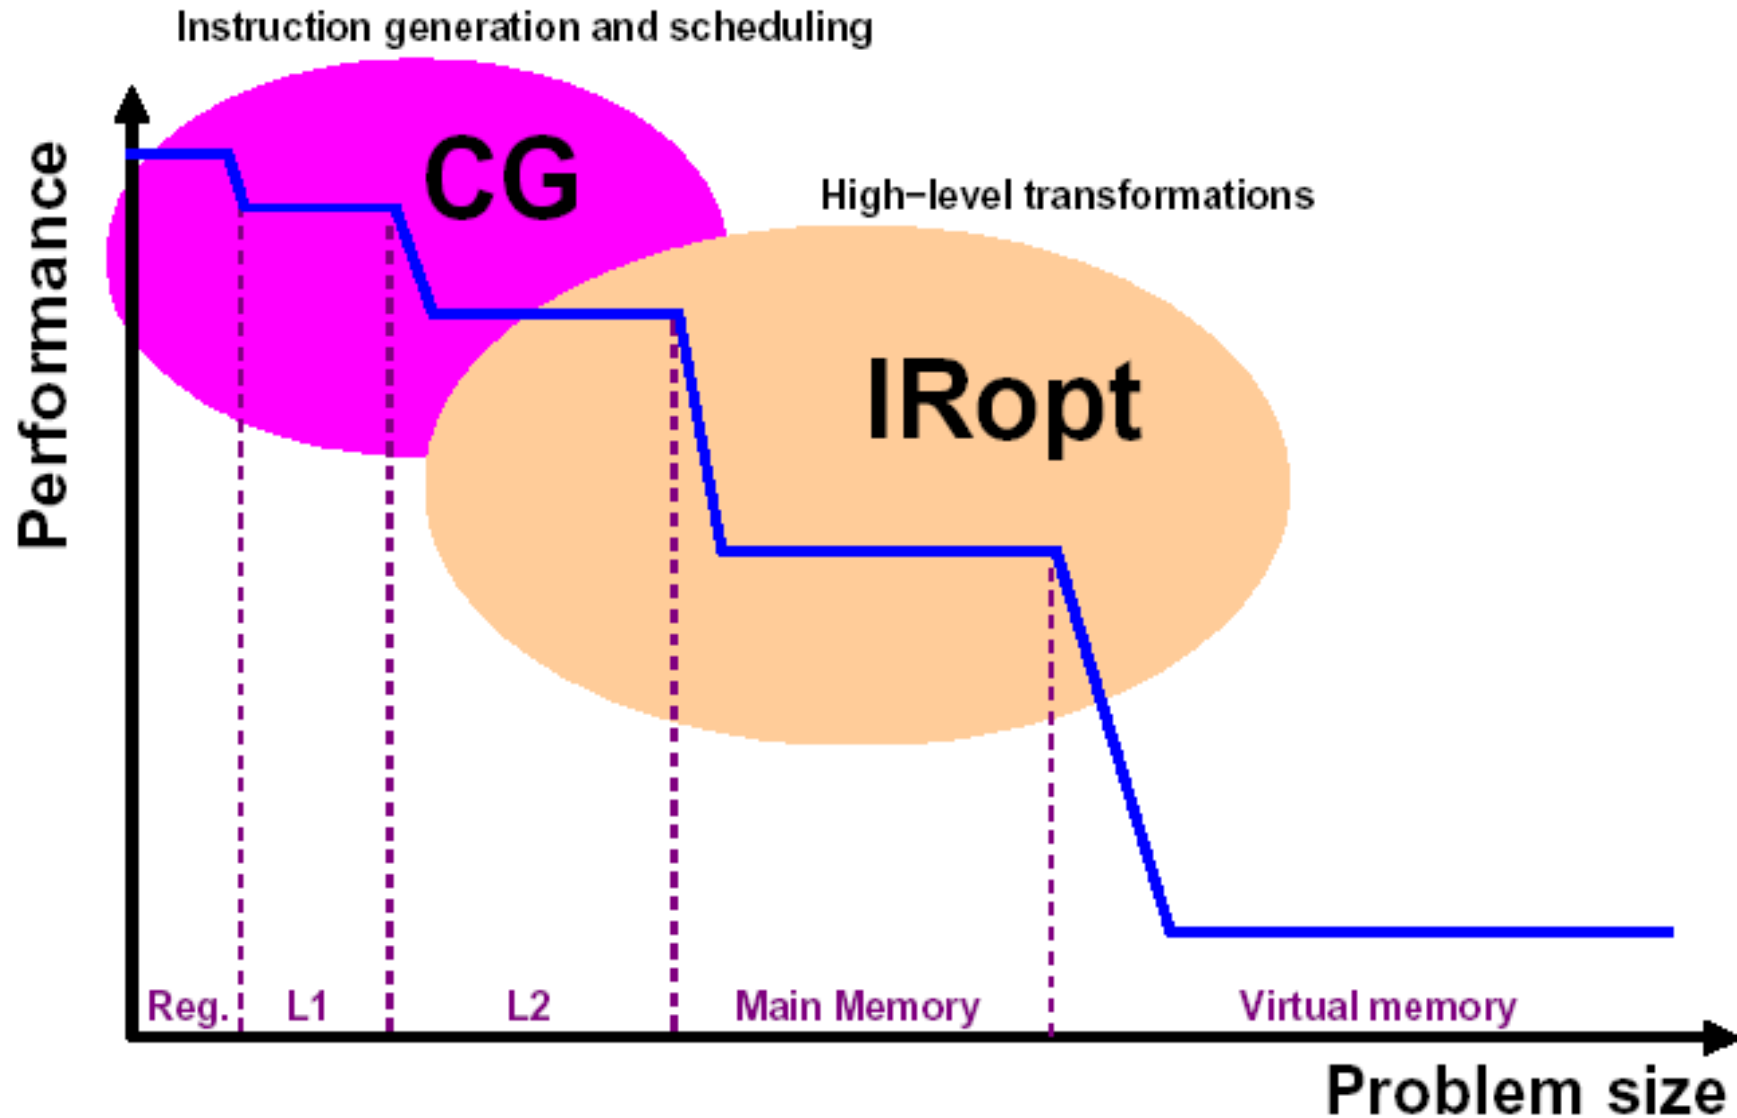 Instruction generation and scheduling
CG
High-level transformations
IRopt
Performance
Reg.
L1
L2
Main Memory
Virtual memory
Problem size